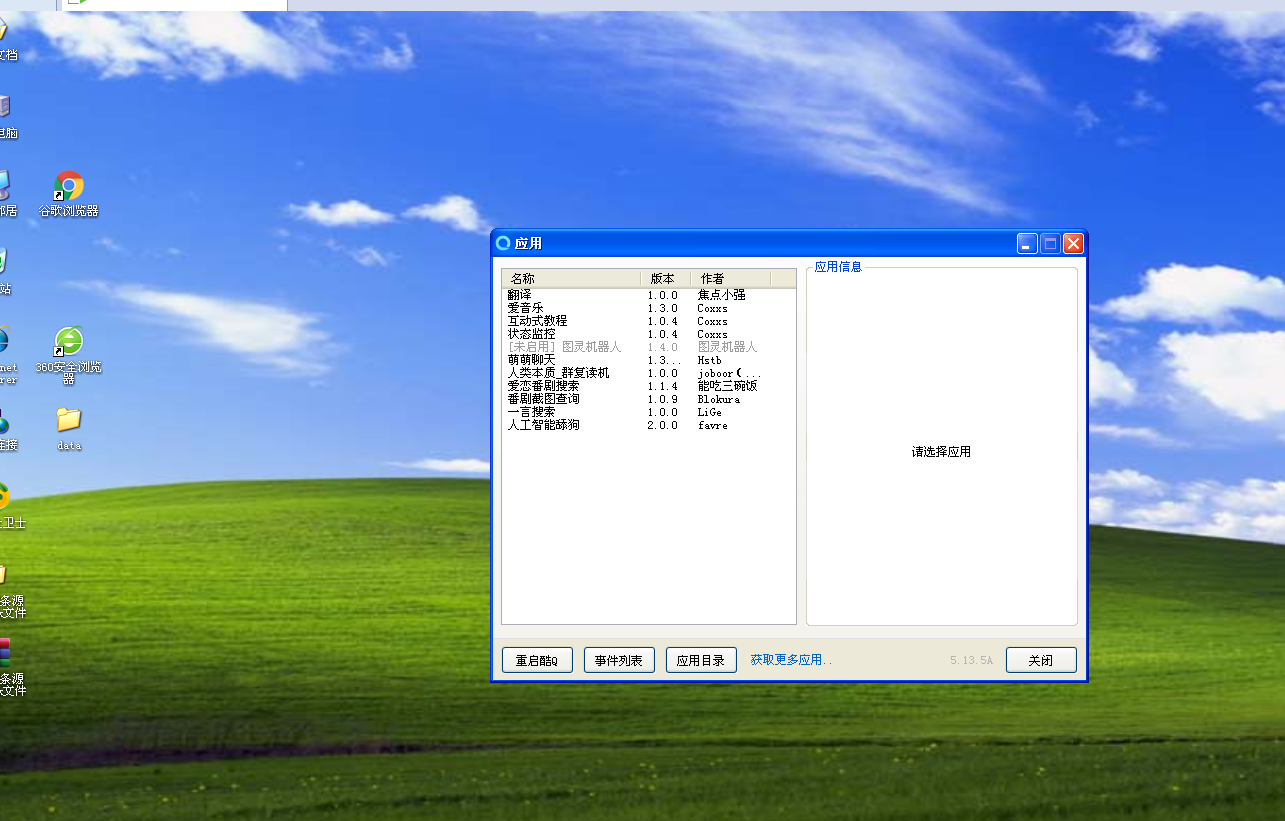 文档
电脑
邻居
谷歌浏览器
站
net
rer
360安全浏览
器
连接
data
卫士
条源
文件
条源
文件
应用
名称 版本 作者
翻译 1.0.0 焦点小强
爱音乐 1.3.0 Coxxs
互动式教程 1.0.4 Coxxs
状态监控 1.0.4 Coxxs
[未启用] 图灵机器人 1.4.0 图灵机器人
萌萌聊天 1.3... Hstb
人类本质_群复读机 1.0.0 joboor(...
爱恋番剧搜索 1.1.4 能吃三碗饭
番剧截图查询 1.0.9 Blokura
一言搜索 1.0.0 LiGe
人工智能舔狗 2.0.0 favre
应用信息
请选择应用
重启酷Q 事件列表 应用目录 获取更多应用.. 5.13.5A 关闭